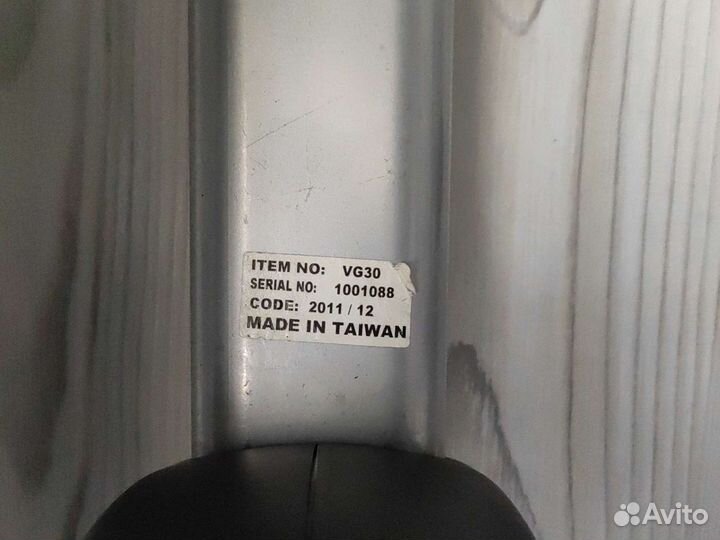 ITEM NO: VG30
SERIAL NO: 1001088
CODE: 2011 / 12
MADE IN TAIWAN
Avito